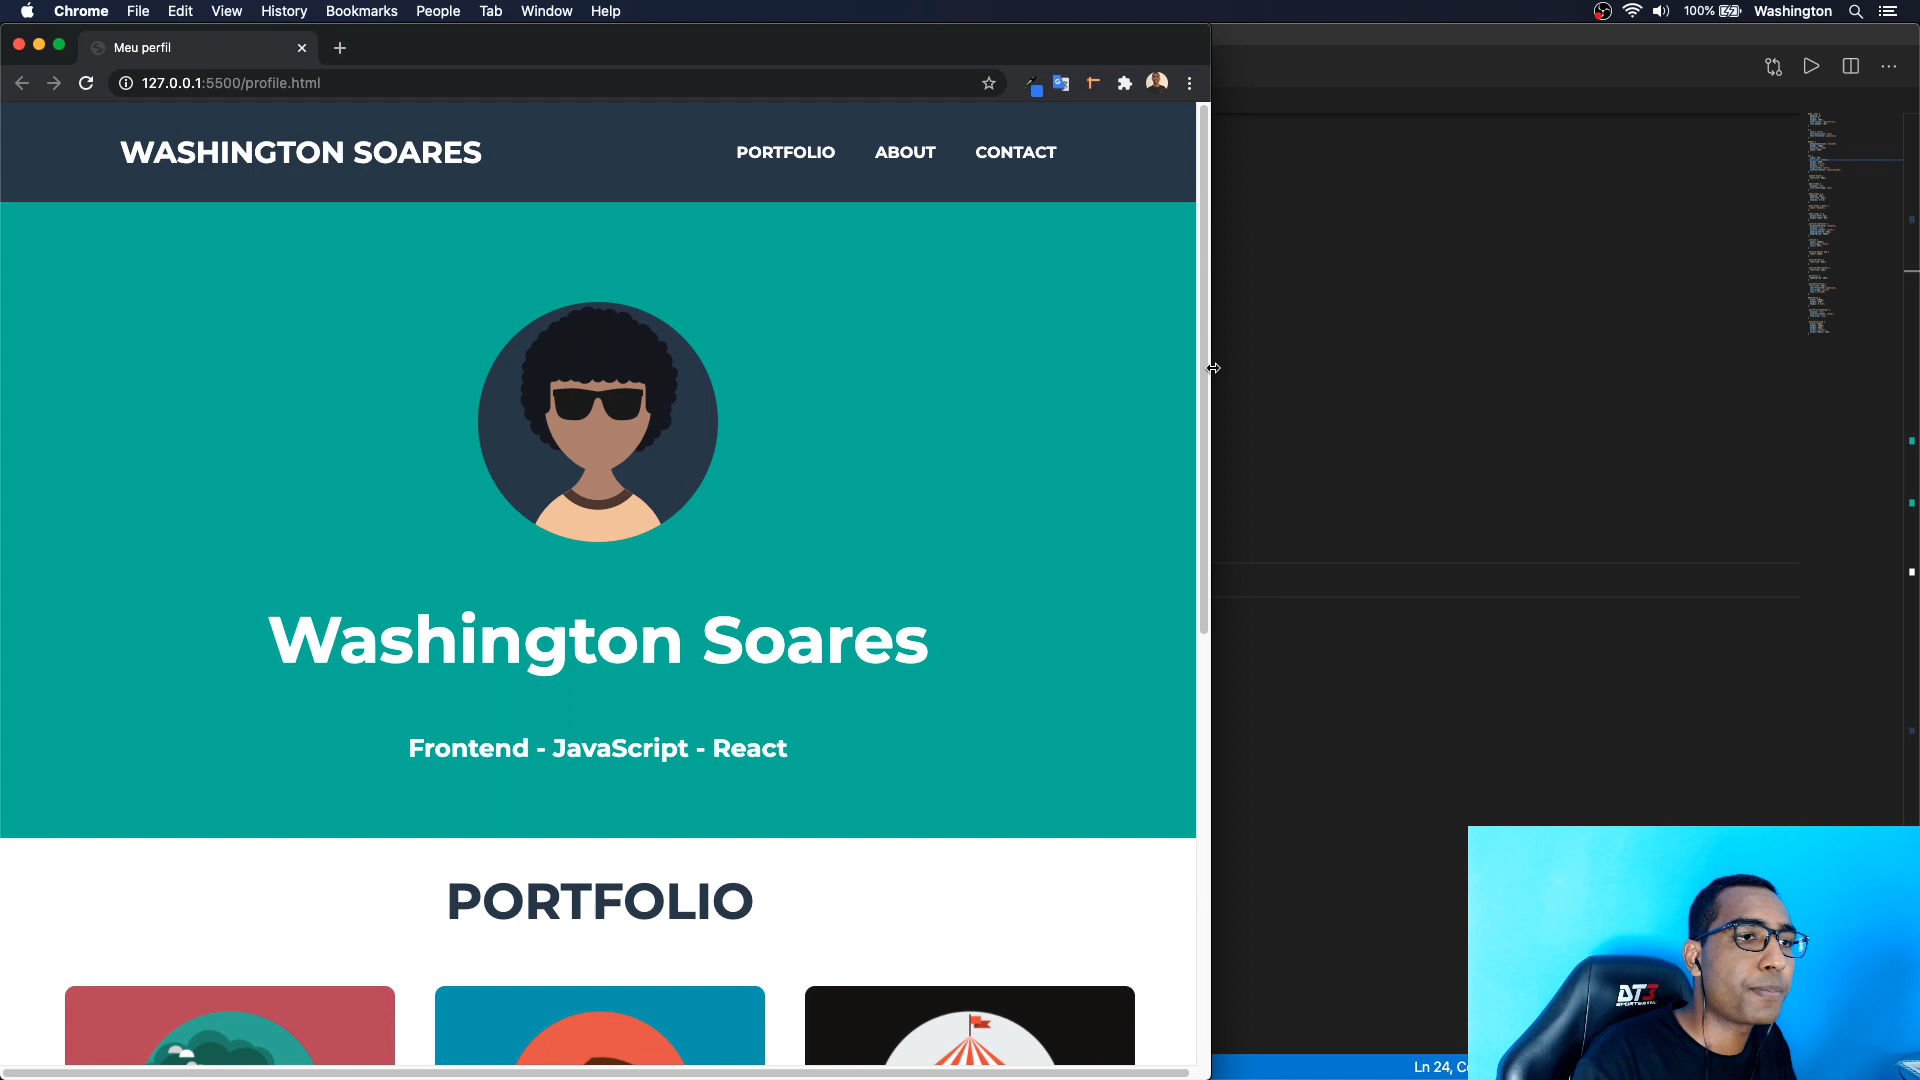 Chrome File Edit View History Bookmarks People Tab Window Help 100% Washington
Meu perfil
127.0.0.1:5500/profile.html
WASHINGTON SOARES PORTFOLIO ABOUT CONTACT
Washington Soares
Frontend - JavaScript - React
PORTFOLIO
DT3
Ln 24, C